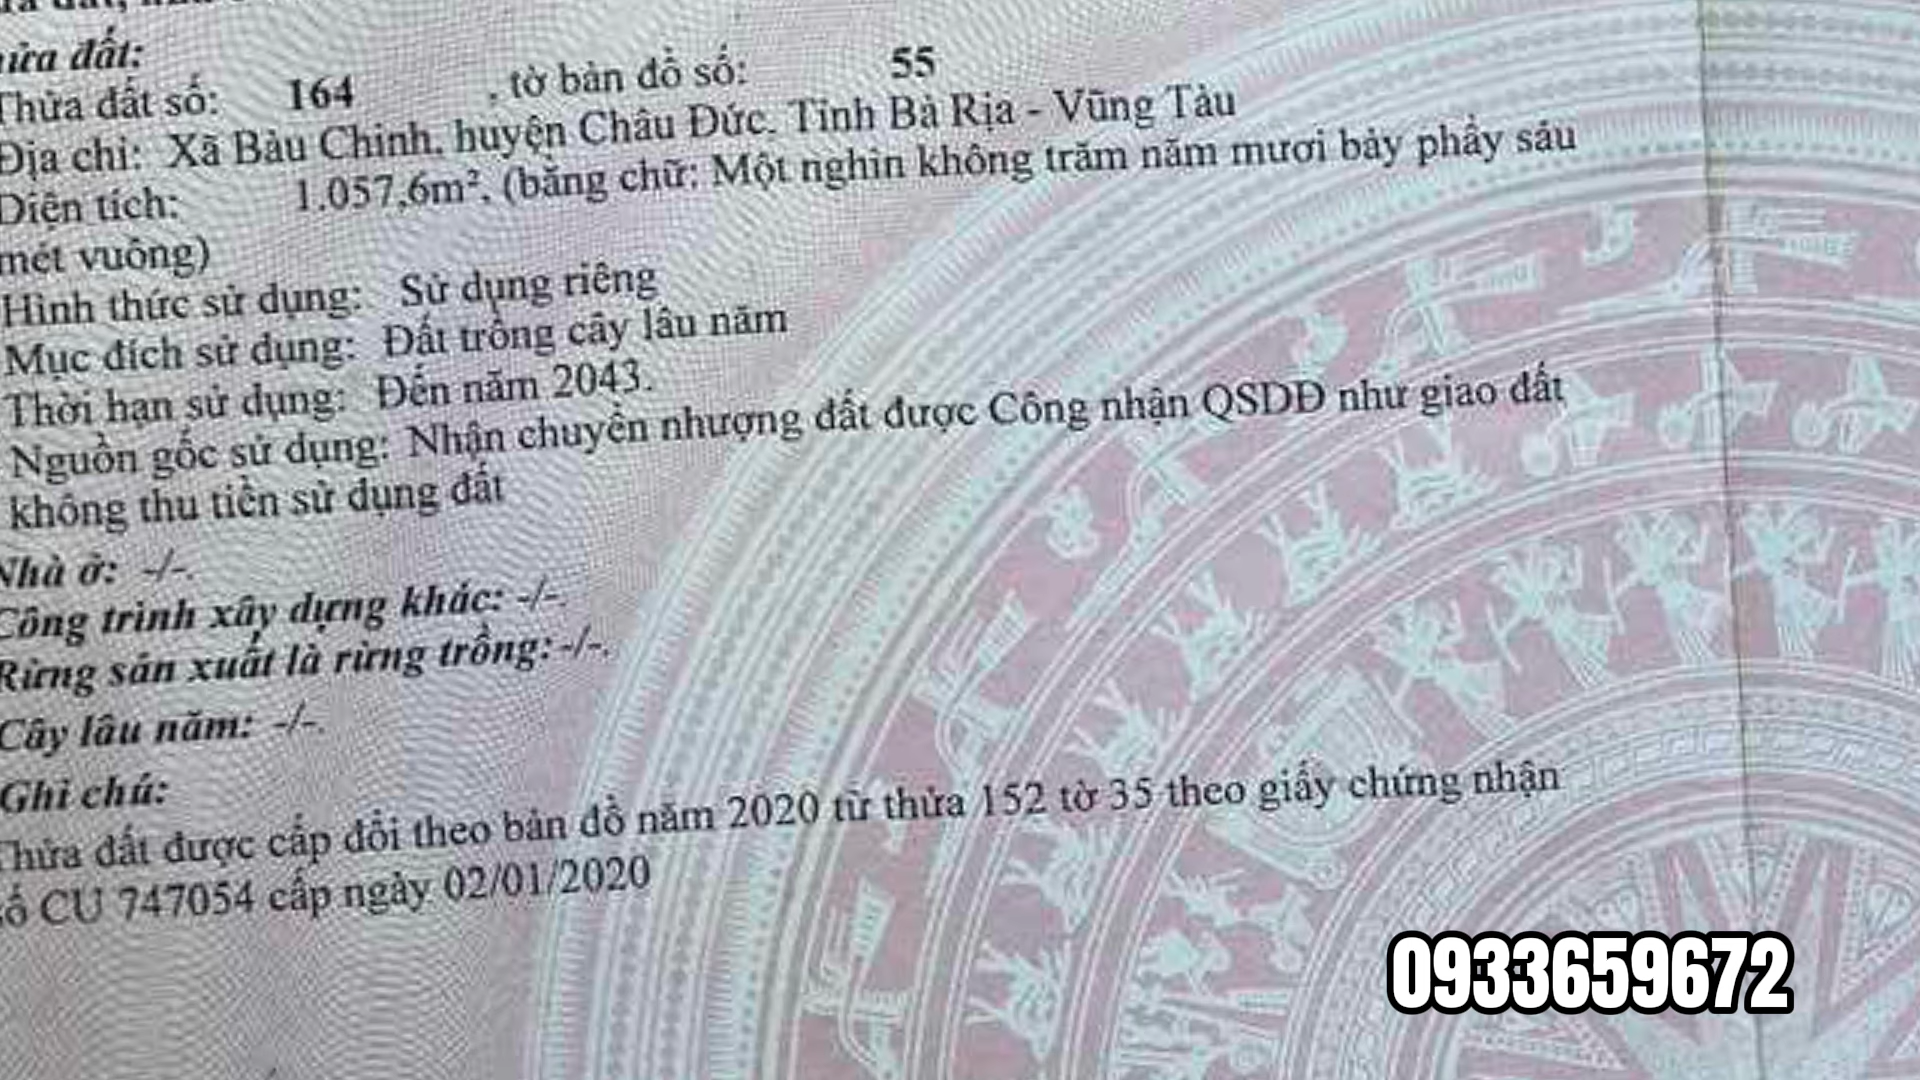 đất:
Thửa đất số: 164 , tờ bản đồ số: 55
Địa chỉ: Xã Bàu Chinh, huyện Châu Đức, Tỉnh Bà Rịa - Vũng Tàu
Diện tích: 1.057,6m², (bằng chữ: Một nghìn không trăm năm mươi bảy phẩy sáu
mét vuông)
Hình thức sử dụng: Sử dụng riêng
Mục đích sử dụng: Đất trồng cây lâu năm
Thời hạn sử dụng: Đến năm 2043.
Nguồn gốc sử dụng: Nhận chuyển nhượng đất được Công nhận QSDĐ như giao đất
không thu tiền sử dụng đất
Nhà ở: -/-.
Công trình xây dựng khác: -/-.
Rừng sản xuất là rừng trồng: -/-.
Cây lâu năm: -/-.
Ghi chú:
Thửa đất được cấp đổi theo bản đồ năm 2020 từ thửa 152 tờ 35 theo giấy chứng nhận
số CU 747054 cấp ngày 02/01/2020
0933659672